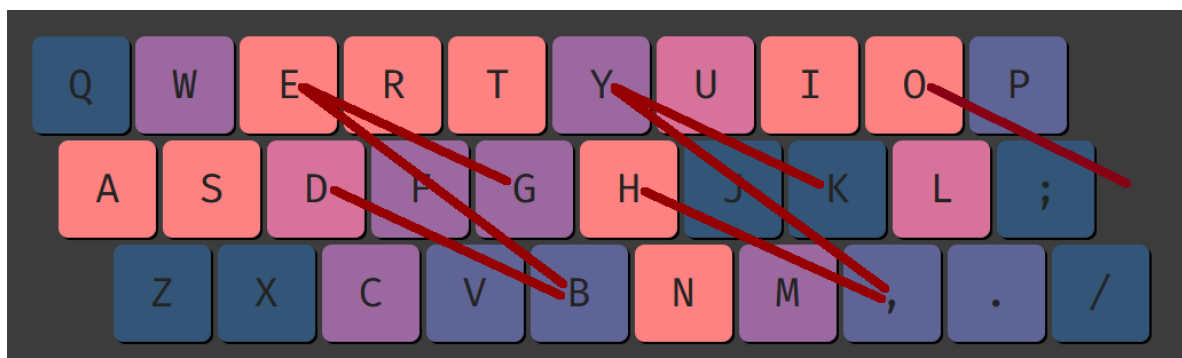 Q W E R T Y U I O P
A S D F G H J K L ;
Z X C V B N M , . /